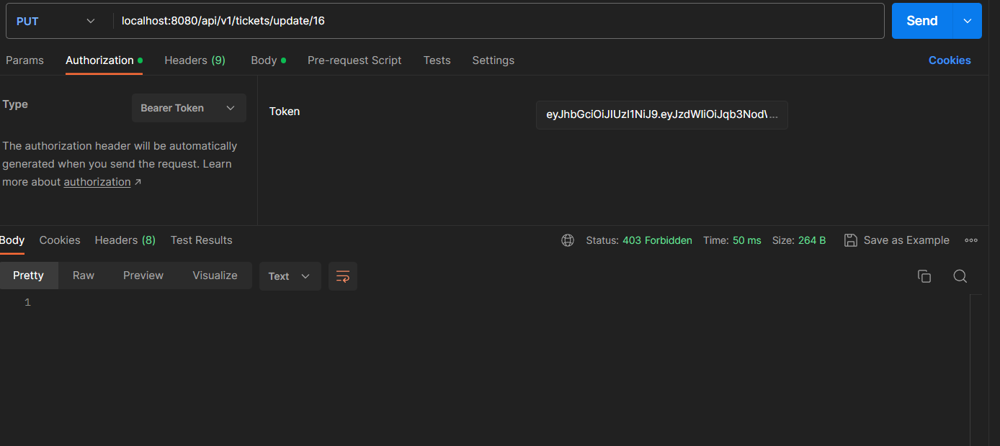 PUT localhost:8080/api/v1/tickets/update/16 Send
Params Authorization Headers (9) Body Pre-request Script Tests Settings Cookies
Type Bearer Token
The authorization header will be automatically
generated when you send the request. Learn
more about authorization ↗
Token eyJhbGciOiJIUzI1NiJ9.eyJzdWIiOiJqb3NodV...
Body Cookies Headers (8) Test Results Status: 403 Forbidden Time: 50 ms Size: 264 B Save as Example
Pretty Raw Preview Visualize Text
1